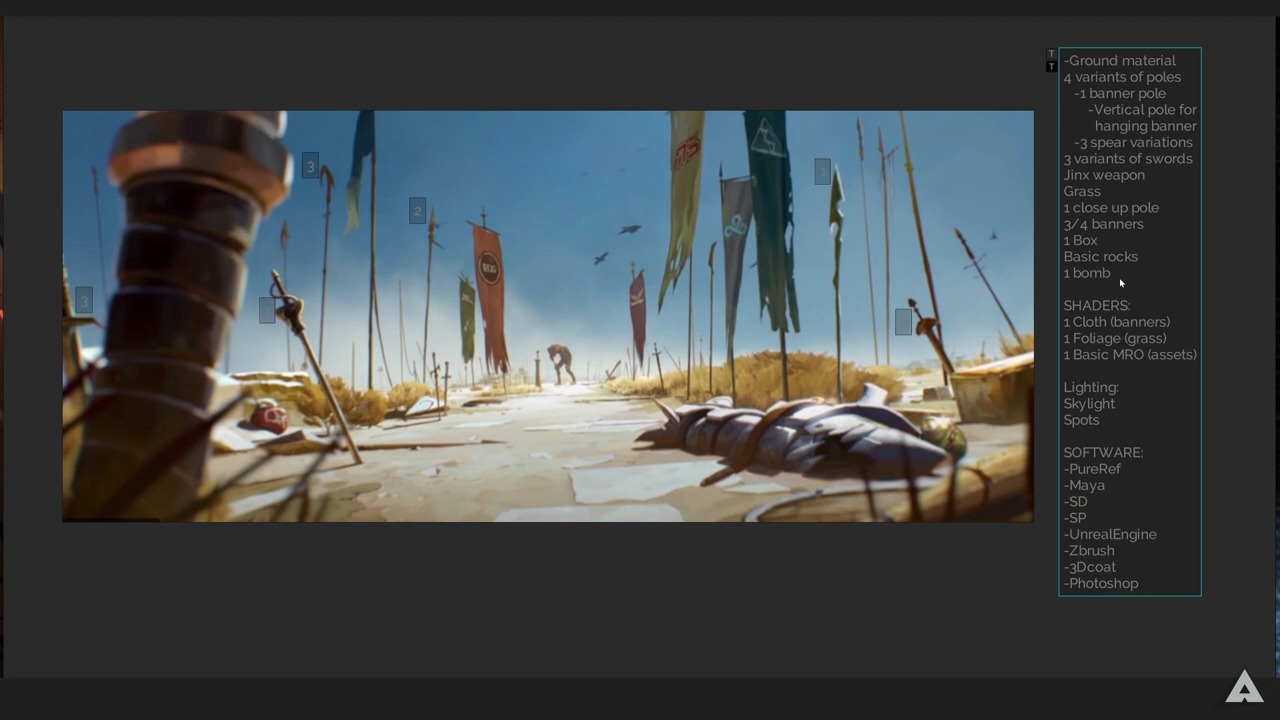 T
T
-Ground material
4 variants of poles
-1 banner pole
-Vertical pole for
hanging banner
-3 spear variations
3 variants of swords
Jinx weapon
Grass
1 close up pole
3/4 banners
1 Box
Basic rocks
1 bomb
SHADERS:
1 Cloth (banners)
1 Foliage (grass)
1 Basic MRO (assets)
Lighting:
Skylight
Spots
SOFTWARE:
-PureRef
-Maya
-SD
-SP
-UnrealEngine
-Zbrush
-3Dcoat
-Photoshop
3
2
3